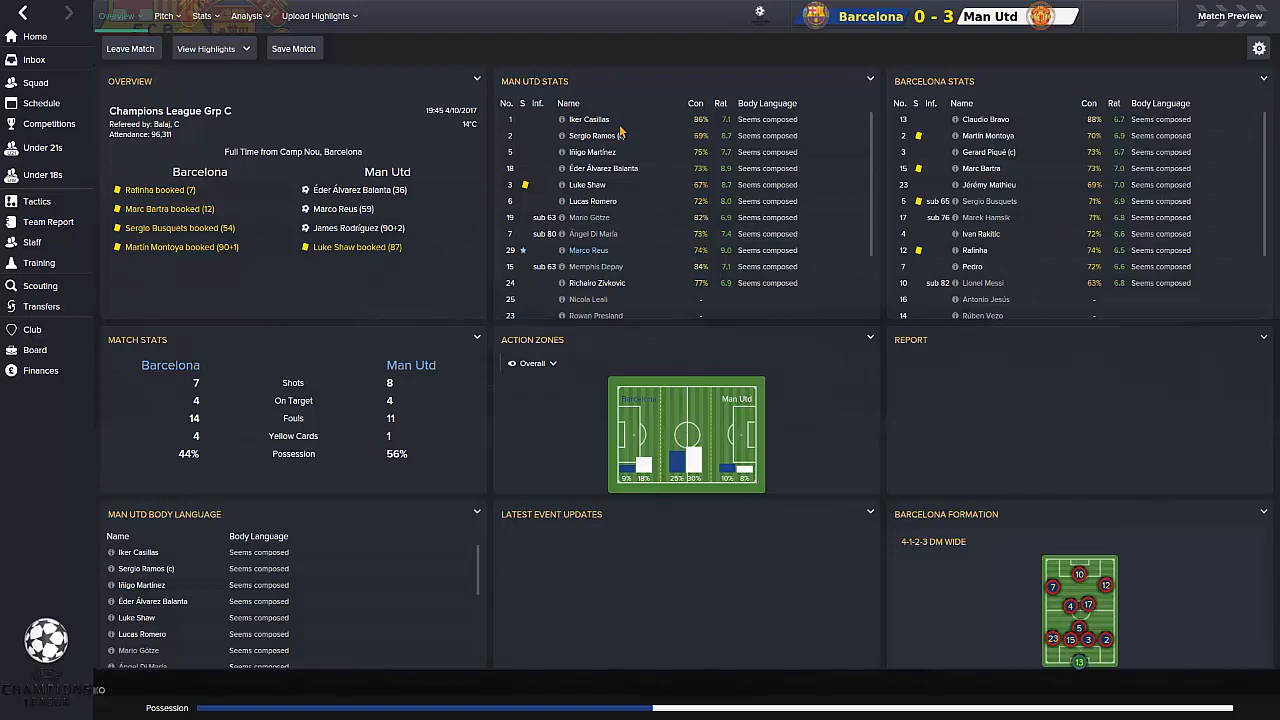 Overview Pitch Stats Analysis Upload Highlights
Barcelona 0 - 3 Man Utd
Match Preview
Home
Inbox
Squad
Schedule
Competitions
Under 21s
Under 18s
Tactics
Team Report
Staff
Training
Scouting
Transfers
Club
Board
Finances
Leave Match View Highlights Save Match
OVERVIEW
Champions League Grp C 19:45 4/10/2017
Refereed by: Balaj, C 14°C
Attendance: 96,311
Full Time from Camp Nou, Barcelona
Barcelona Man Utd
Rafinha booked (7) Éder Álvarez Balanta (36)
Marc Bartra booked (12) Marco Reus (59)
Sergio Busquets booked (54) James Rodríguez (90+2)
Martín Montoya booked (90+1) Luke Shaw booked (87)
MAN UTD STATS
No. S Inf. Name Con Rat Body Language
1 Iker Casillas 86% 7.1 Seems composed
2 Sergio Ramos 69% 8.7 Seems composed
5 Iñigo Martínez 75% 7.7 Seems composed
18 Éder Álvarez Balanta 73% 8.9 Seems composed
3 Luke Shaw 67% 8.7 Seems composed
6 Lucas Romero 72% 8.0 Seems composed
19 sub 63 Mario Götze 82% 6.9 Seems composed
7 sub 80 Ángel Di María 73% 7.4 Seems composed
29 Marco Reus 74% 9.0 Seems composed
15 sub 63 Memphis Depay 84% 7.1 Seems composed
24 Richairo Zivkovic 77% 6.9 Seems composed
25 Nicola Leali -
23 Rowan Presland -
BARCELONA STATS
No. S Inf. Name Con Rat Body Language
13 Claudio Bravo 88% 6.7 Seems composed
2 Martín Montoya 70% 6.9 Seems composed
3 Gerard Piqué (c) 73% 6.7 Seems composed
15 Marc Bartra 73% 7.0 Seems composed
23 Jérémy Mathieu 69% 7.0 Seems composed
5 sub 65 Sergio Busquets 71% 6.9 Seems composed
17 sub 76 Marek Hamsik 71% 6.8 Seems composed
4 Ivan Rakitic 72% 6.6 Seems composed
12 Rafinha 74% 6.5 Seems composed
7 Pedro 72% 6.6 Seems composed
10 sub 82 Lionel Messi 63% 6.8 Seems composed
16 Antonio Jesús -
14 Rúben Vezo -
MATCH STATS
Barcelona Man Utd
7 Shots 8
4 On Target 4
14 Fouls 11
4 Yellow Cards 1
44% Possession 56%
ACTION ZONES
Overall
Barcelona Man Utd
9% 18% 25% 30% 10% 8%
REPORT
MAN UTD BODY LANGUAGE
Name Body Language
Iker Casillas Seems composed
Sergio Ramos (c) Seems composed
Iñigo Martínez Seems composed
Éder Álvarez Balanta Seems composed
Luke Shaw Seems composed
Lucas Romero Seems composed
Mario Götze Seems composed
Ángel Di María Seems composed
LATEST EVENT UPDATES
BARCELONA FORMATION
4-1-2-3 DM WIDE
10
7 12
4 17
5
23 15 3 2
13
CHAMPIONS
LEAGUE
KO
Possession